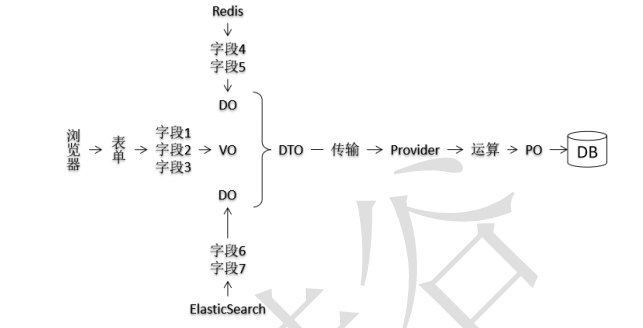 Redis
字段4
字段5
DO
浏览器
表单
字段1
字段2
字段3
VO
DTO
传输
Provider
运算
PO
DB
DO
字段6
字段7
ElasticSearch